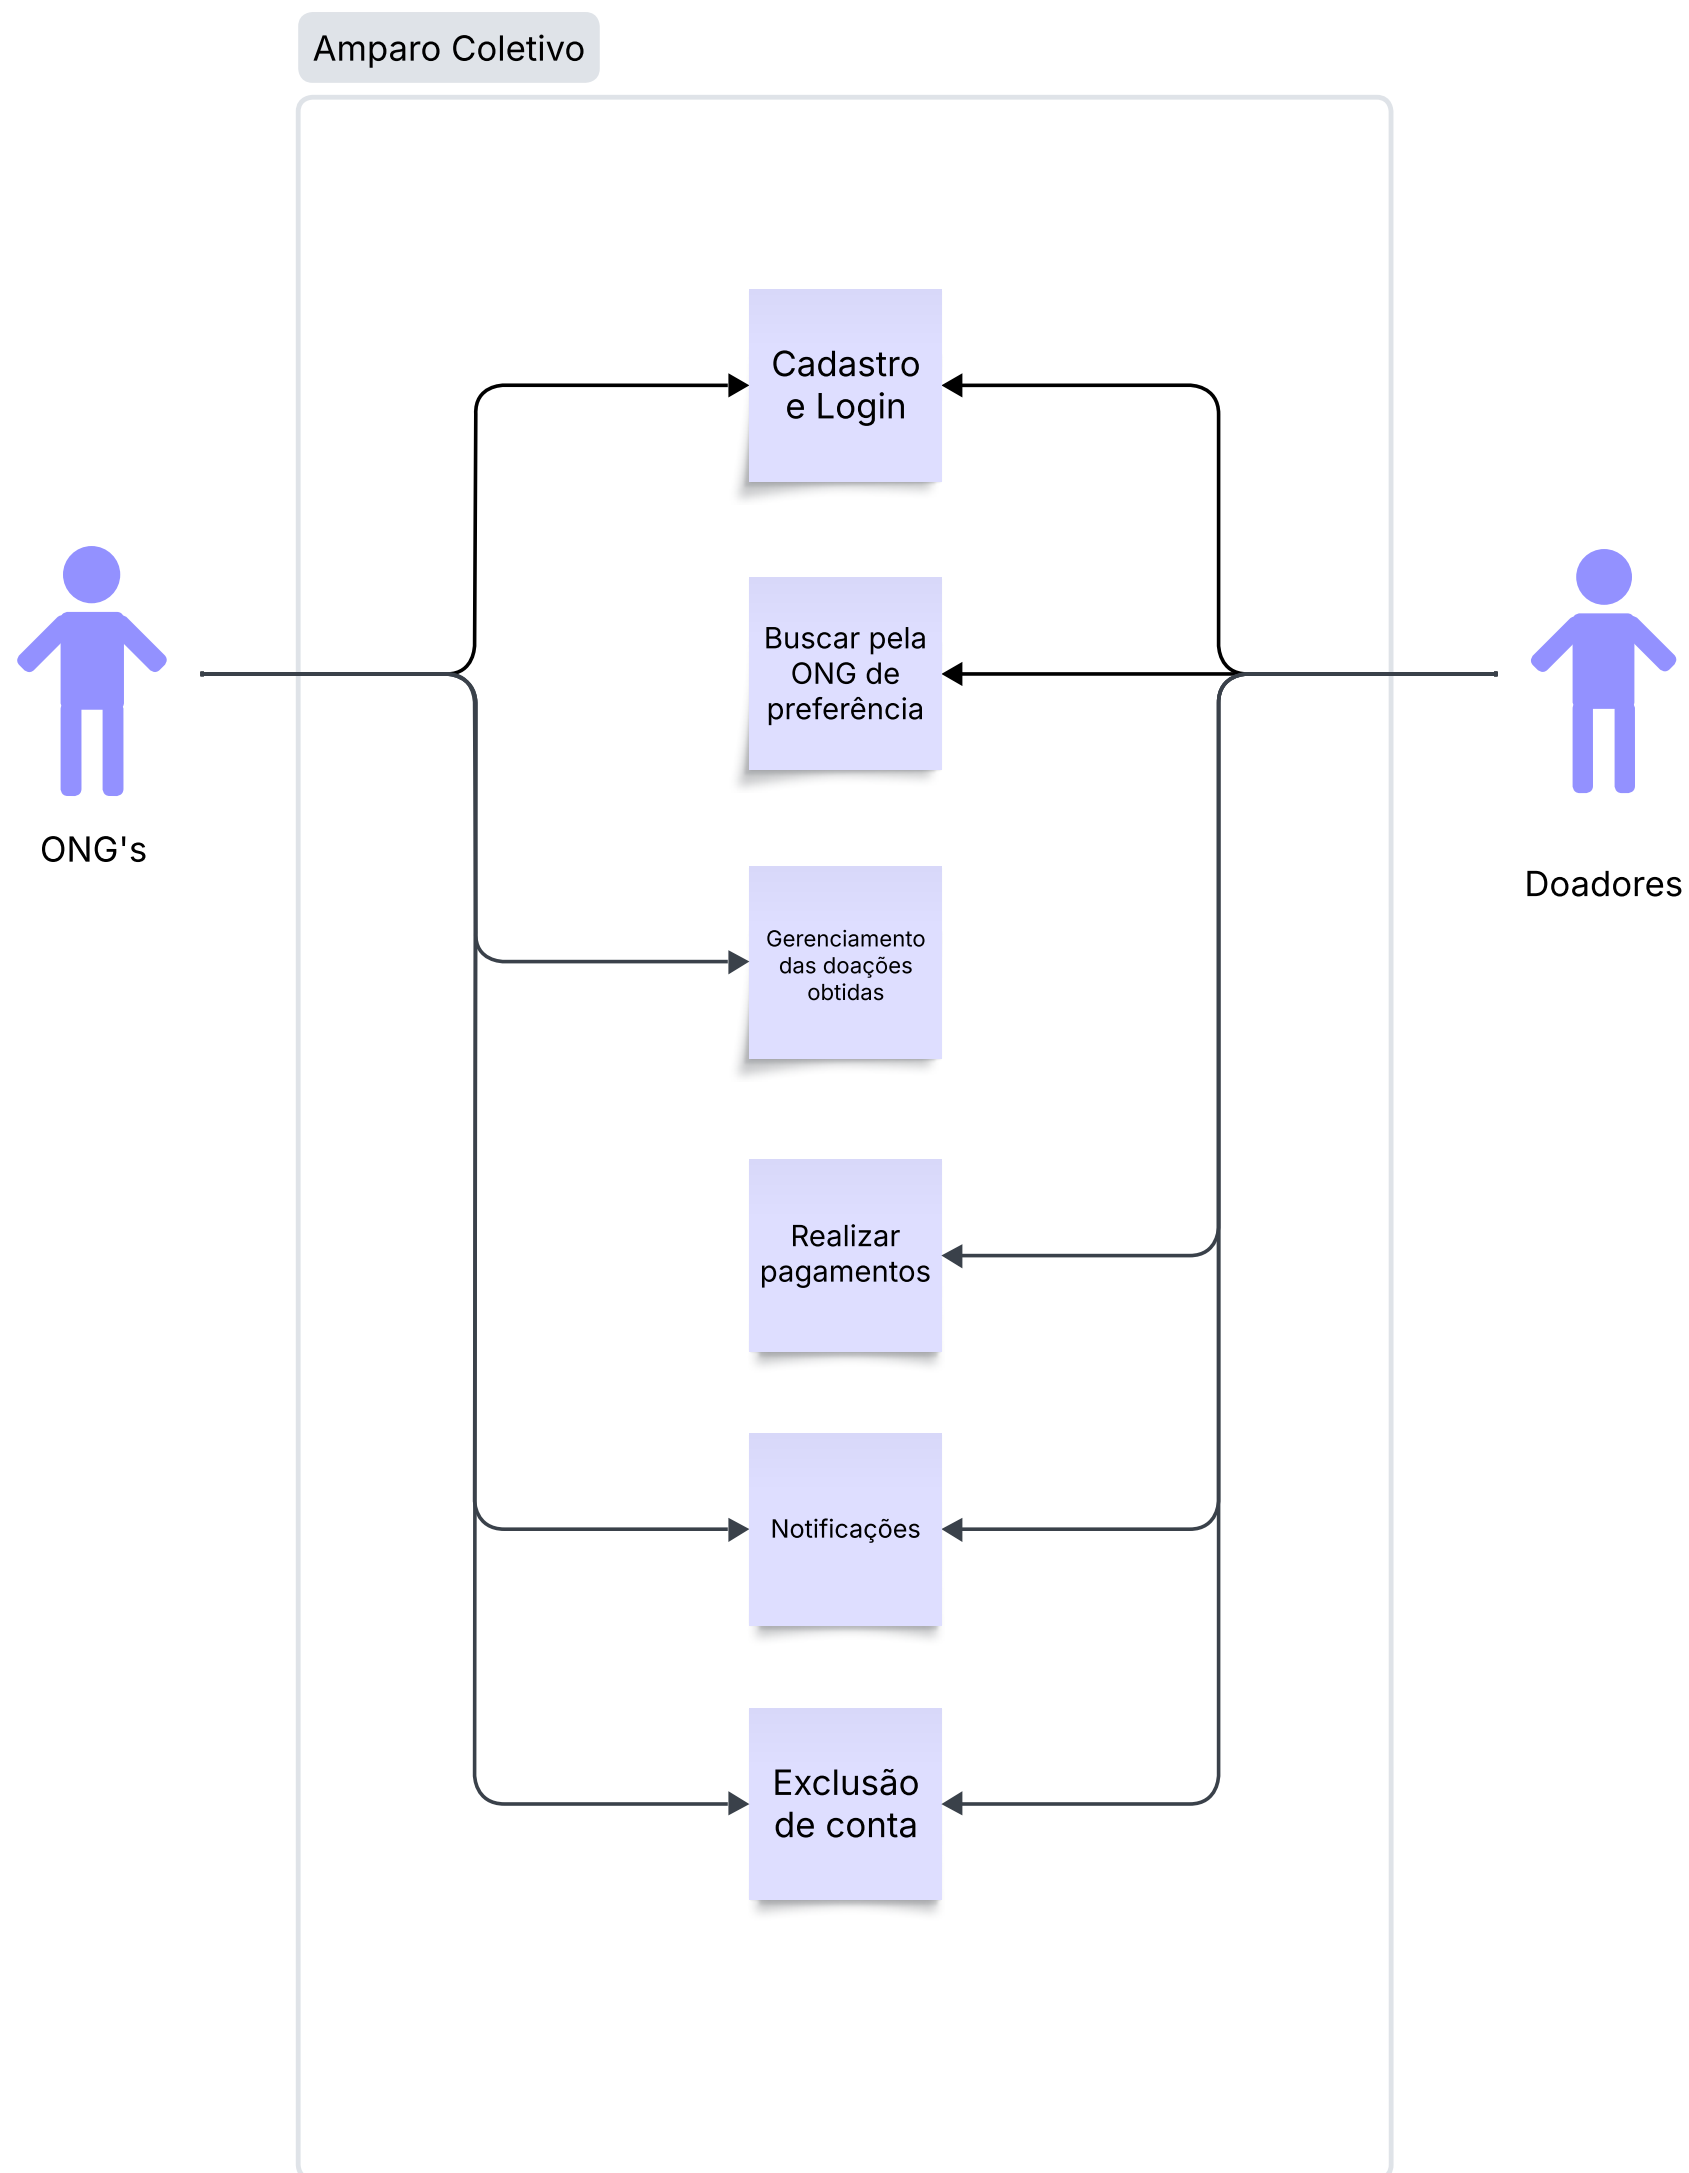 Amparo Coletivo
Cadastro
e Login
Buscar pela
ONG de
preferência
ONG's
Doadores
Gerenciamento
das doações
obtidas
Realizar
pagamentos
Notificações
Exclusão
de conta